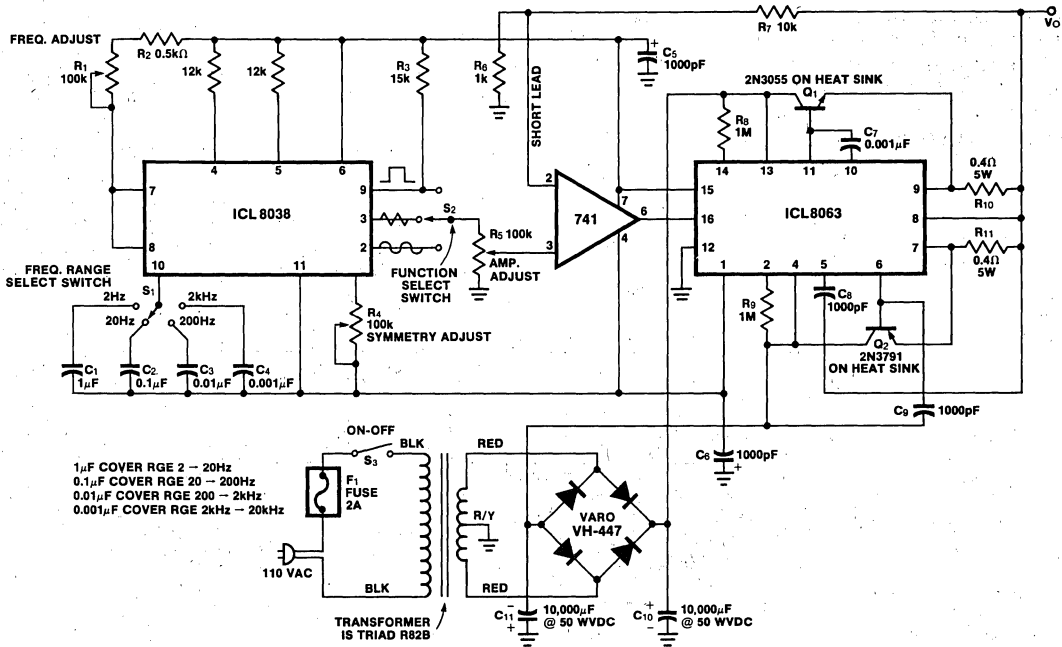 FREQ. ADJUST
R1
100k
R2 0.5kΩ
12k
12k
R3
15k
R6
1k
SHORT LEAD
C5
1000pF
+
R7 10k
VO
2N3055 ON HEAT SINK
Q1
R8
1M
C7
0.001µF
4
5
6
7
8
9
3
2
10
11
ICL8038
S2
FUNCTION
SELECT
SWITCH
R5 100k
AMP.
ADJUST
2
3
741
7
6
4
14
13
11
10
15
16
12
9
8
7
1
2
4
5
6
ICL8063
0.4Ω
5W
R10
R11
0.4Ω
5W
FREQ. RANGE
SELECT SWITCH
S1
2Hz
20Hz
2kHz
200Hz
C1
1µF
C2
0.1µF
C3
0.01µF
C4
0.001µF
R4
100k
SYMMETRY ADJUST
R9
1M
C8
1000pF
Q2
2N3791
ON HEAT SINK
C9
1000pF
C6
1000pF
+
1µF COVER RGE 2 → 20Hz
0.1µF COVER RGE 20 → 200Hz
0.01µF COVER RGE 200 → 2kHz
0.001µF COVER RGE 2kHz → 20kHz
ON-OFF
S3
BLK
RED
F1
FUSE
2A
R/Y
VARO
VH-447
110 VAC
BLK
RED
TRANSFORMER
IS TRIAD R82B
C11
−
+
10,000µF
@ 50 WVDC
C10
+
−
10,000µF
@ 50 WVDC